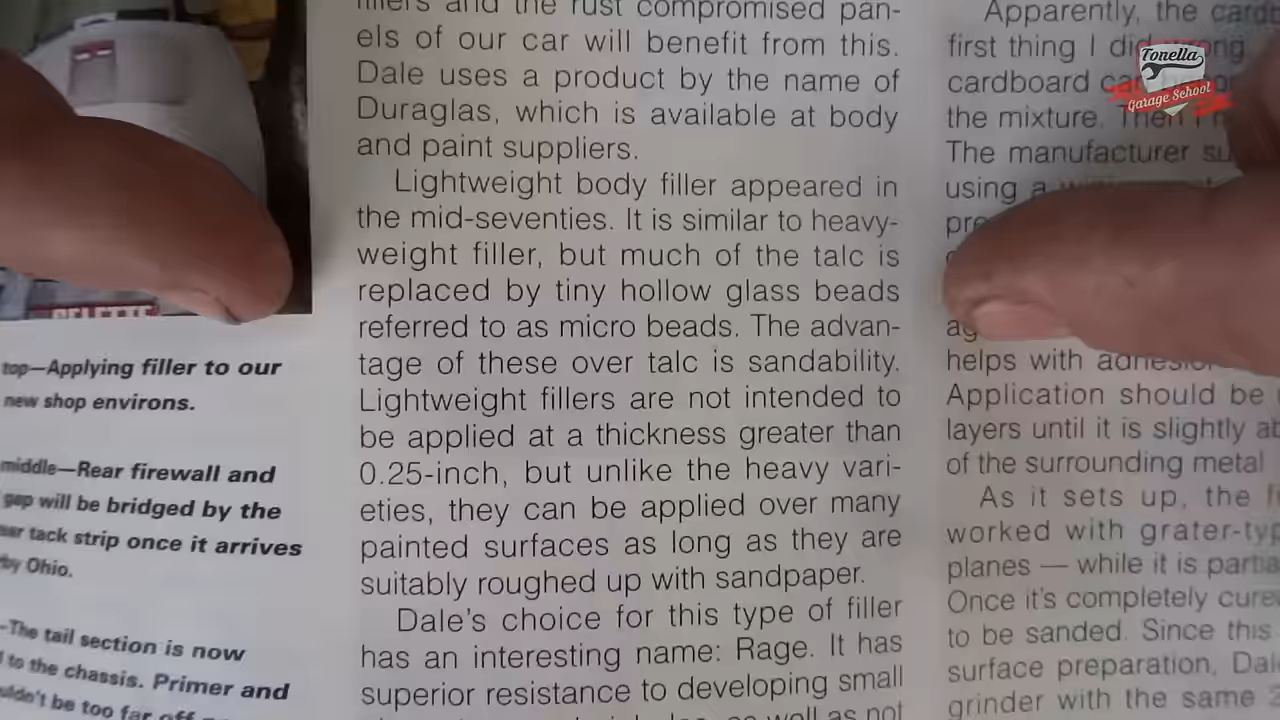 top—Applying filler to our
new shop environs.
middle—Rear firewall and
gap will be bridged by the
tack strip once it arrives
by Ohio.
—The tail section is now
to the chassis. Primer and
be too far off
fillers and the rust compromised pan-
els of our car will benefit from this.
Dale uses a product by the name of
Duraglas, which is available at body
and paint suppliers.
Lightweight body filler appeared in
the mid-seventies. It is similar to heavy-
weight filler, but much of the talc is
replaced by tiny hollow glass beads
referred to as micro beads. The advan-
tage of these over talc is sandability.
Lightweight fillers are not intended to
be applied at a thickness greater than
0.25-inch, but unlike the heavy vari-
eties, they can be applied over many
painted surfaces as long as they are
suitably roughed up with sandpaper.
Dale's choice for this type of filler
has an interesting name: Rage. It has
superior resistance to developing small
as well as not
Apparently, the
first thing I did
cardboard
the mixture. Then I
The manufacturer
using a
helps with adhesion
Application should be
layers until it is slightly
of the surrounding metal
As it sets up, the
worked with
planes — while it is
Once it's completely
to be sanded. Since this
surface preparation,
grinder with the same
Tonella
Garage School